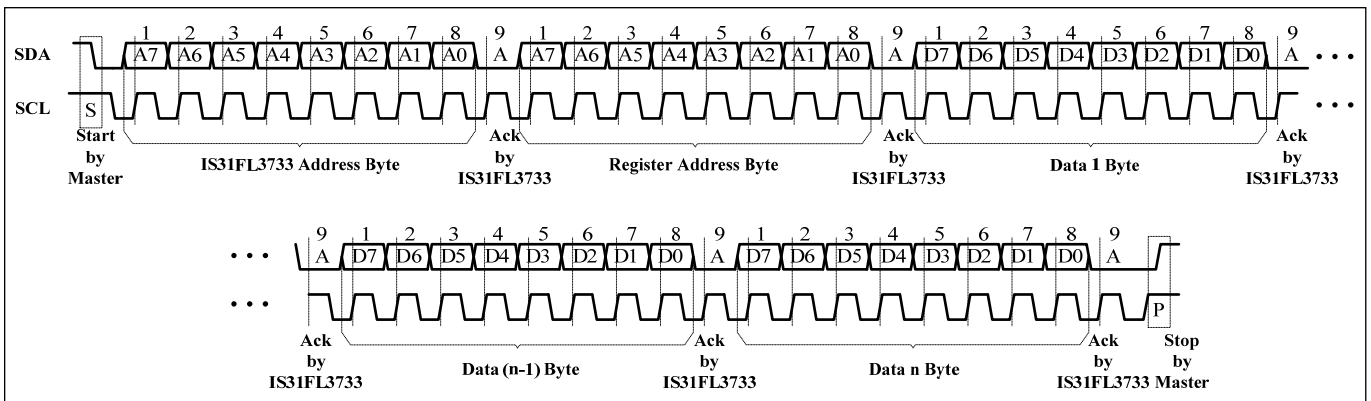 1 2 3 4 5 6 7 8 9 1 2 3 4 5 6 7 8 9 1 2 3 4 5 6 7 8 9
SDA A7 A6 A5 A4 A3 A2 A1 A0 A A7 A6 A5 A4 A3 A2 A1 A0 A D7 D6 D5 D4 D3 D2 D1 D0 A • • •
SCL S • • •
Start by Master
IS31FL3733 Address Byte
Ack by IS31FL3733
Register Address Byte
Ack by IS31FL3733
Data 1 Byte
Ack by IS31FL3733
9 1 2 3 4 5 6 7 8 9 1 2 3 4 5 6 7 8 9
• • • A D7 D6 D5 D4 D3 D2 D1 D0 A D7 D6 D5 D4 D3 D2 D1 D0 A
• • • P
Ack by IS31FL3733
Data (n-1) Byte
Ack by IS31FL3733
Data n Byte
Ack by IS31FL3733
Stop by Master